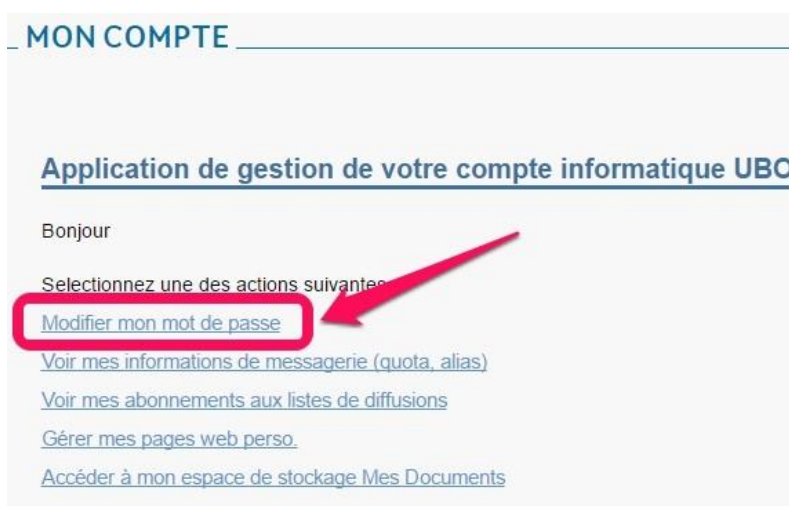 MON COMPTE
Application de gestion de votre compte informatique UBO
Bonjour
Selectionnez une des actions suivantes
Modifier mon mot de passe
Voir mes informations de messagerie (quota, alias)
Voir mes abonnements aux listes de diffusions
Gérer mes pages web perso.
Accéder à mon espace de stockage Mes Documents